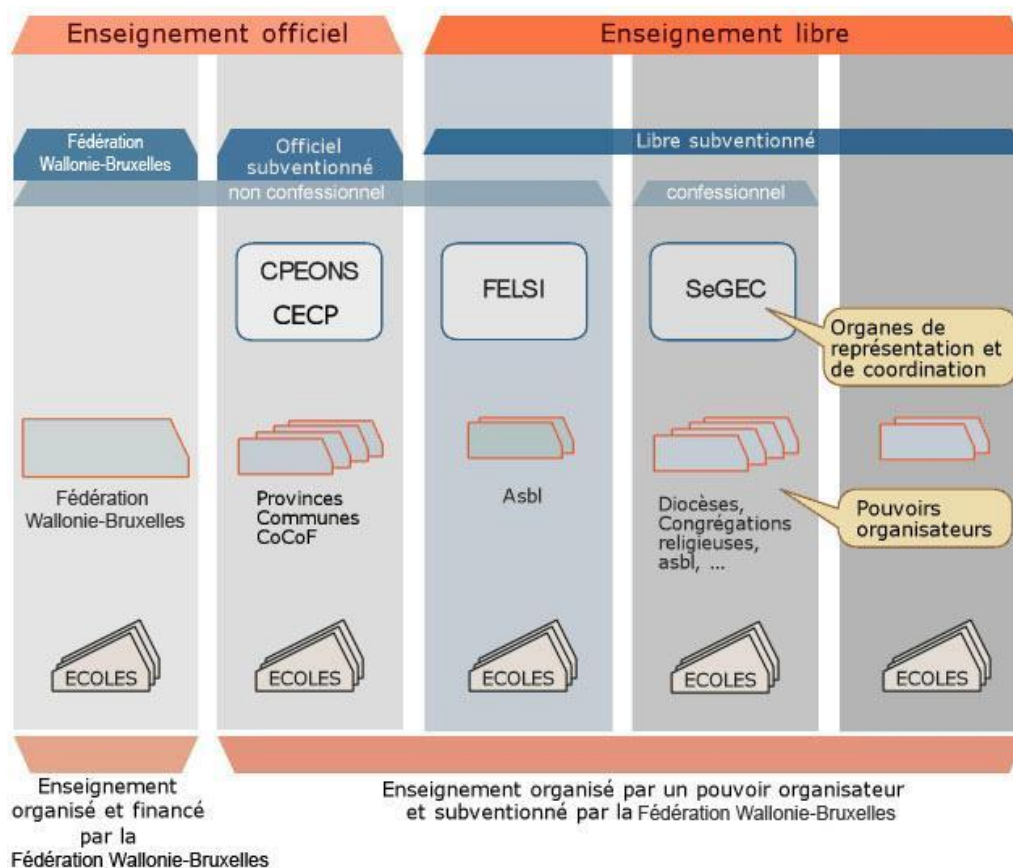 Enseignement officiel
Enseignement libre
Fédération
Wallonie-Bruxelles
Officiel
subventionné
Libre subventionné
non confessionnel
confessionnel
CPEONS
CECP
FELSI
SeGEC
Organes de
représentation et
de coordination
Fédération
Wallonie-Bruxelles
Provinces
Communes
CoCoF
Asbl
Diocèses,
Congrégations
religieuses,
asbl, ...
Pouvoirs
organisateurs
ECOLES
ECOLES
ECOLES
ECOLES
ECOLES
Enseignement
organisé et financé
par la
Fédération Wallonie-Bruxelles
Enseignement organisé par un pouvoir organisateur
et subventionné par la Fédération Wallonie-Bruxelles